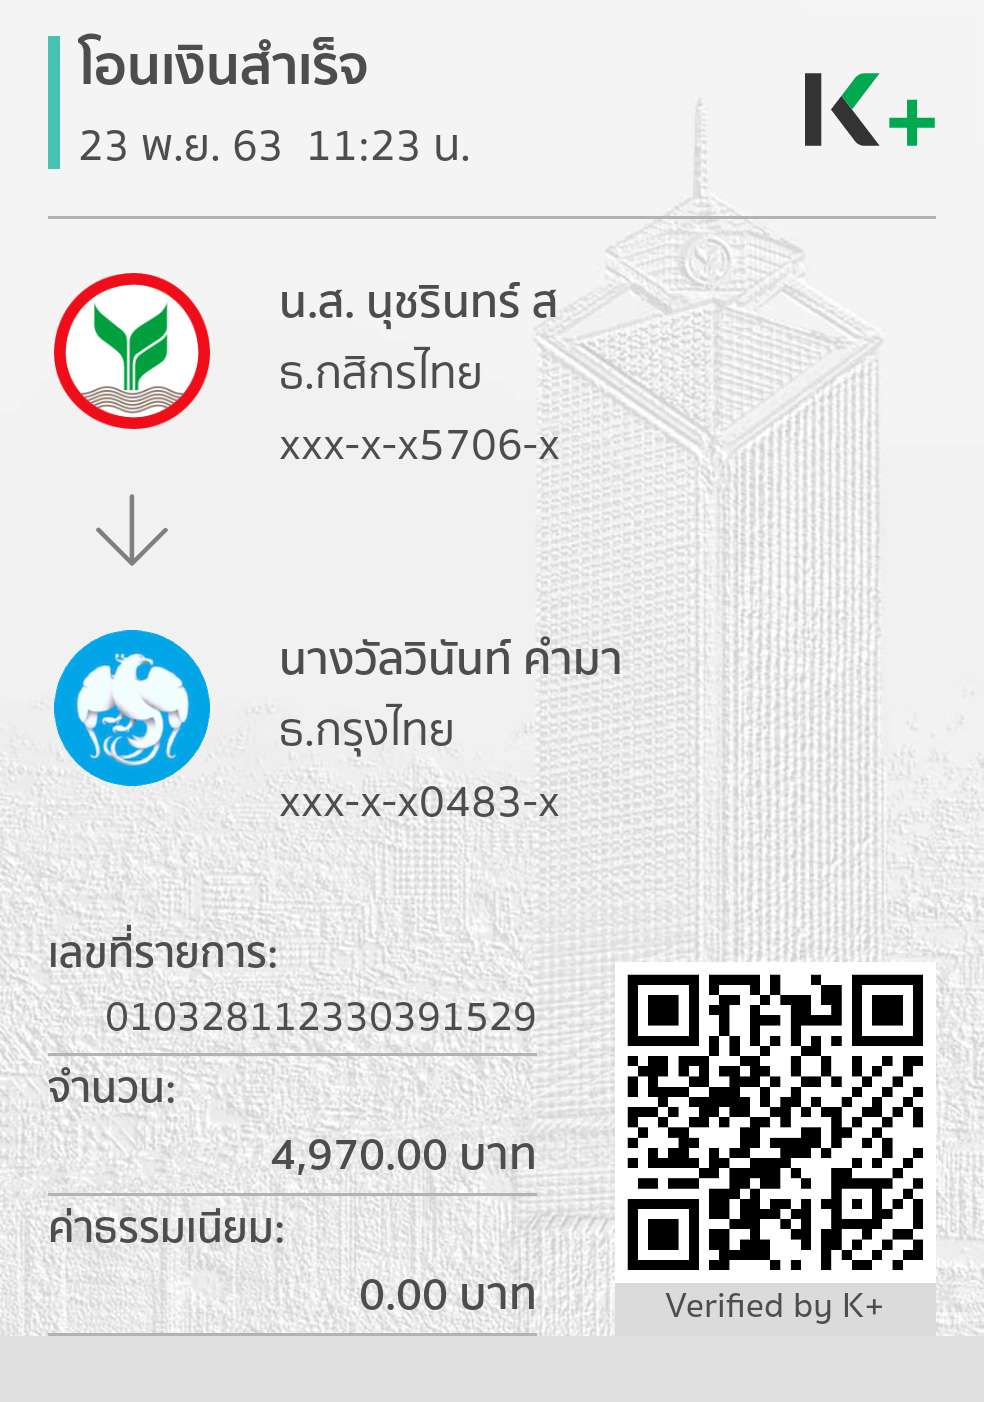 โอนเงินสำเร็จ
23 พ.ย. 63  11:23 น.
K+
น.ส. นุชรินทร์ ส
ธ.กสิกรไทย
xxx-x-x5706-x
นางวัลวินันท์ คำมา
ธ.กรุงไทย
xxx-x-x0483-x
เลขที่รายการ:
010328112330391529
จำนวน:
4,970.00 บาท
ค่าธรรมเนียม:
0.00 บาท
Verified by K+